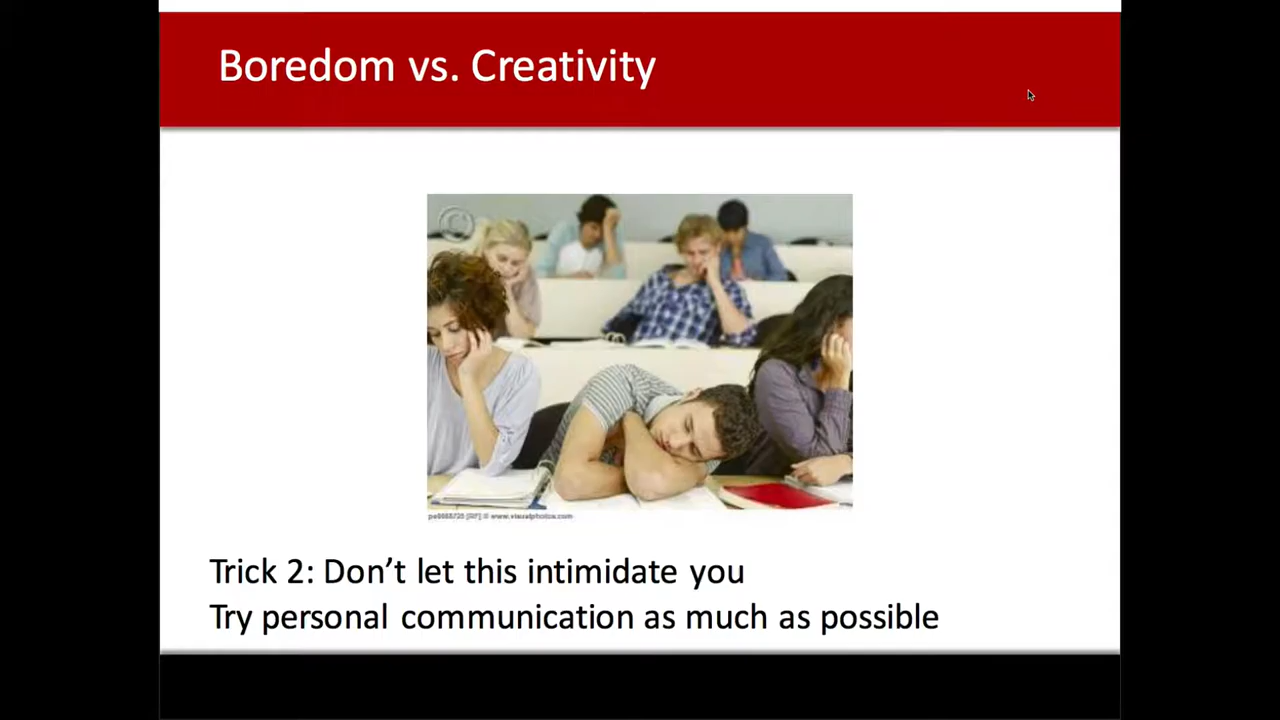 Boredom vs. Creativity
©
Trick 2: Don’t let this intimidate you
Try personal communication as much as possible